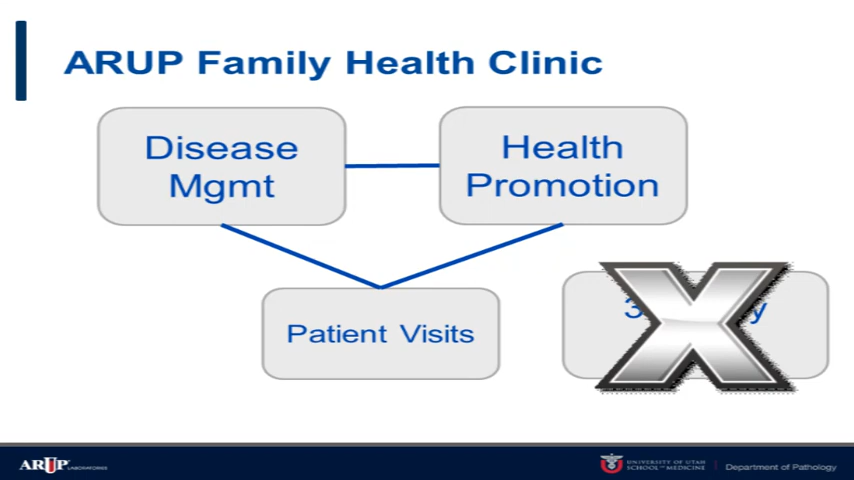 ARUP Family Health Clinic
Disease
Mgmt
Health
Promotion
Patient Visits
ARUP LABORATORIES
UNIVERSITY OF UTAH
SCHOOL OF MEDICINE
Department of Pathology